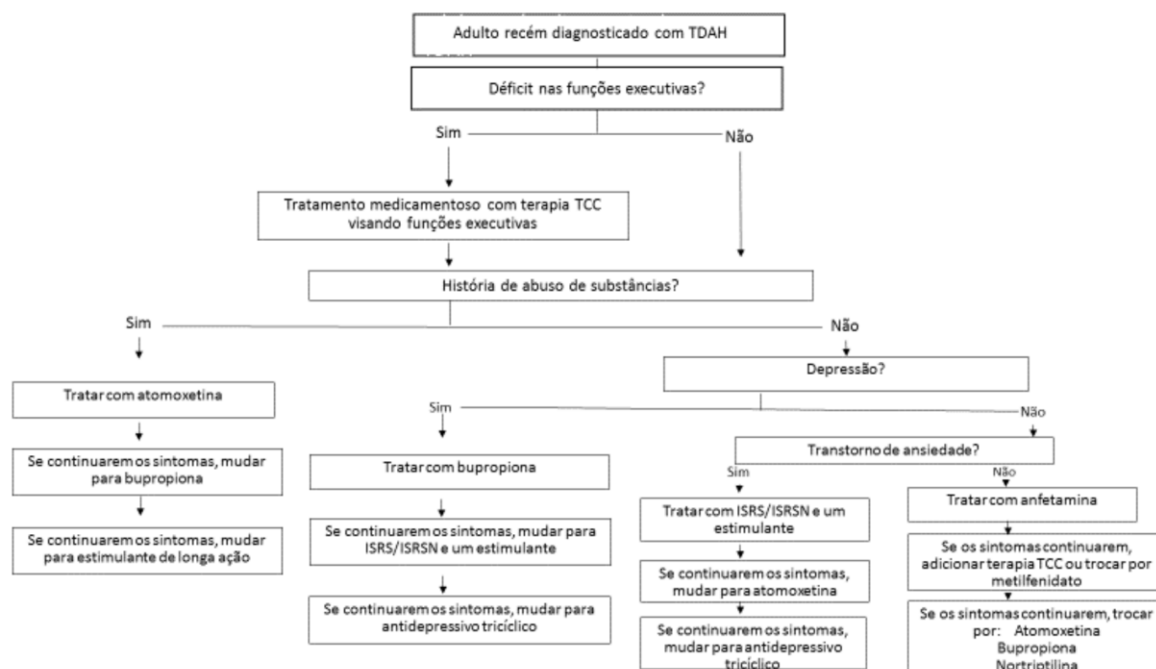 Adulto recém diagnosticado com TDAH
Déficit nas funções executivas?
Sim
Não
Tratamento medicamentoso com terapia TCC
visando funções executivas
História de abuso de substâncias?
Sim
Não
Depressão?
Tratar com atomoxetina
Sim
Não
Transtorno de ansiedade?
Se continuarem os sintomas, mudar
para bupropiona
Tratar com bupropiona
Sim
Não
Tratar com ISRS/ISRSN e um
estimulante
Tratar com anfetamina
Se continuarem os sintomas, mudar
para estimulante de longa ação
Se continuarem os sintomas, mudar para
ISRS/ISRSN e um estimulante
Se os sintomas continuarem,
adicionar terapia TCC ou trocar por
metilfenidato
Se continuarem os sintomas,
mudar para atomoxetina
Se continuarem os sintomas, mudar para
antidepressivo tricíclico
Se continuarem os sintomas,
mudar para antidepressivo
tricíclico
Se os sintomas continuarem, trocar
por: Atomoxetina
Bupropiona
Nortriptilina